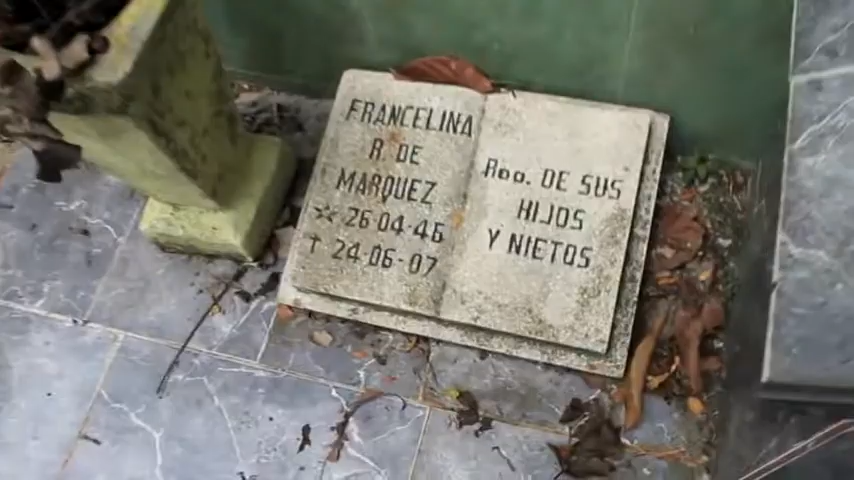 FRANCELINA
R. DE
MARQUEZ
☆ 26 04-46
✝ 24 06-07
Rdo. DE SUS
HIJOS
Y NIETOS